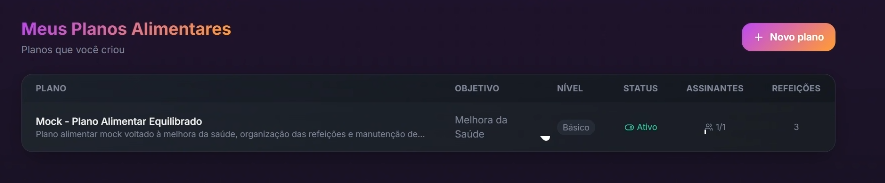 Meus Planos Alimentares
Planos que você criou
Novo plano
PLANO OBJETIVO NÍVEL STATUS ASSINANTES REFEIÇÕES
Mock - Plano Alimentar Equilibrado
Plano alimentar mock voltado à melhora da saúde, organização das refeições e manutenção de...
Melhora da
Saúde
Básico
Ativo
1/1
3